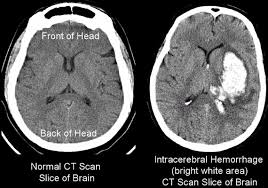 Front of Head
Back of Head
Normal CT Scan
Slice of Brain
Intracerebral Hemorrhage
(bright white area)
CT Scan Slice of Brain